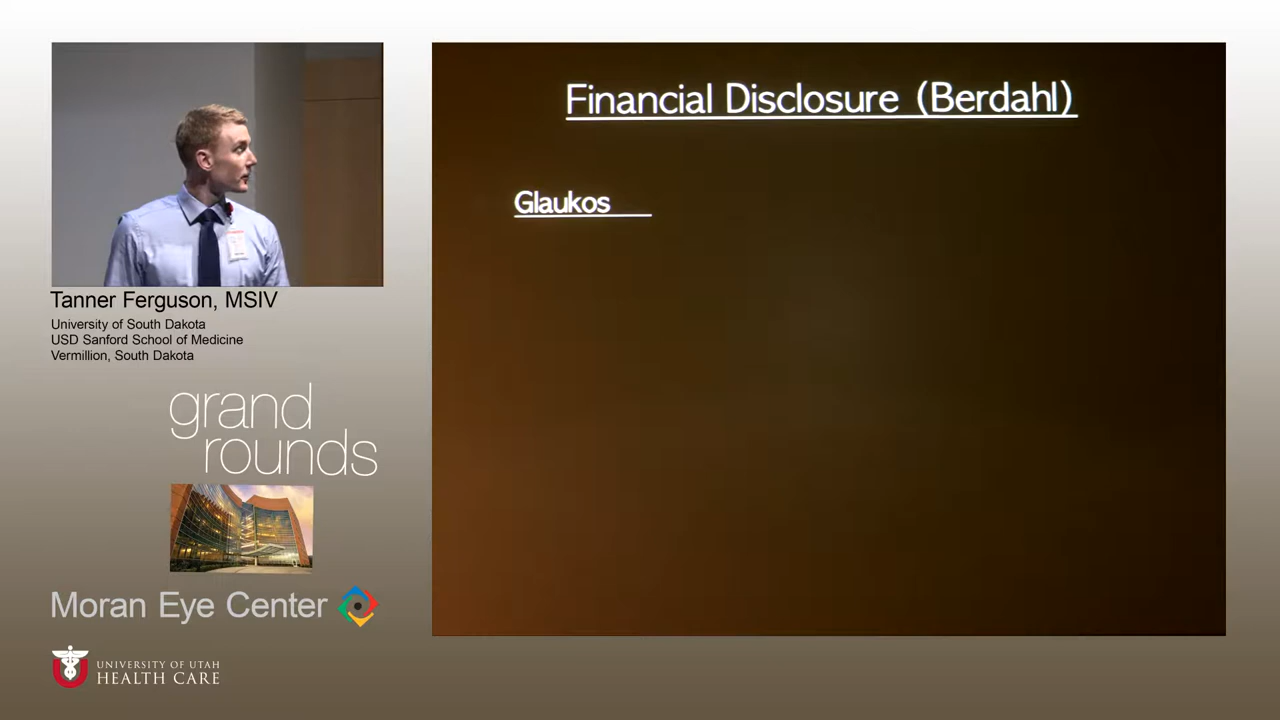 Financial Disclosure (Berdahl)
Glaukos
Tanner Ferguson, MSIV
University of South Dakota
USD Sanford School of Medicine
Vermillion, South Dakota
grand
rounds
Moran Eye Center
UNIVERSITY OF UTAH
HEALTH CARE